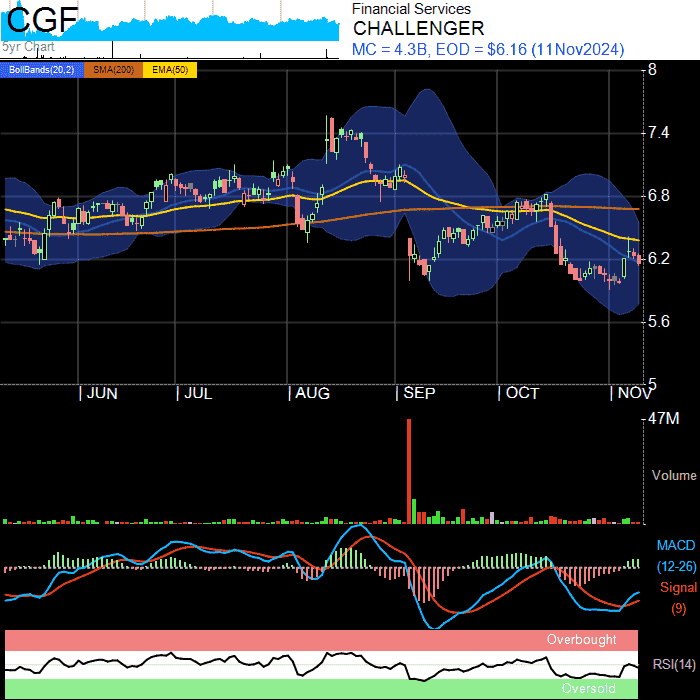 CGF
5yr Chart
Financial Services
CHALLENGER
MC = 4.3B, EOD = $6.16 (11Nov2024)
BollBands(20,2) SMA(200) EMA(50)
8
7.4
6.8
6.2
5.6
5
JUN JUL AUG SEP OCT NOV
47M
Volume
MACD
(12-26)
Signal
(9)
Overbought
RSI(14)
Oversold